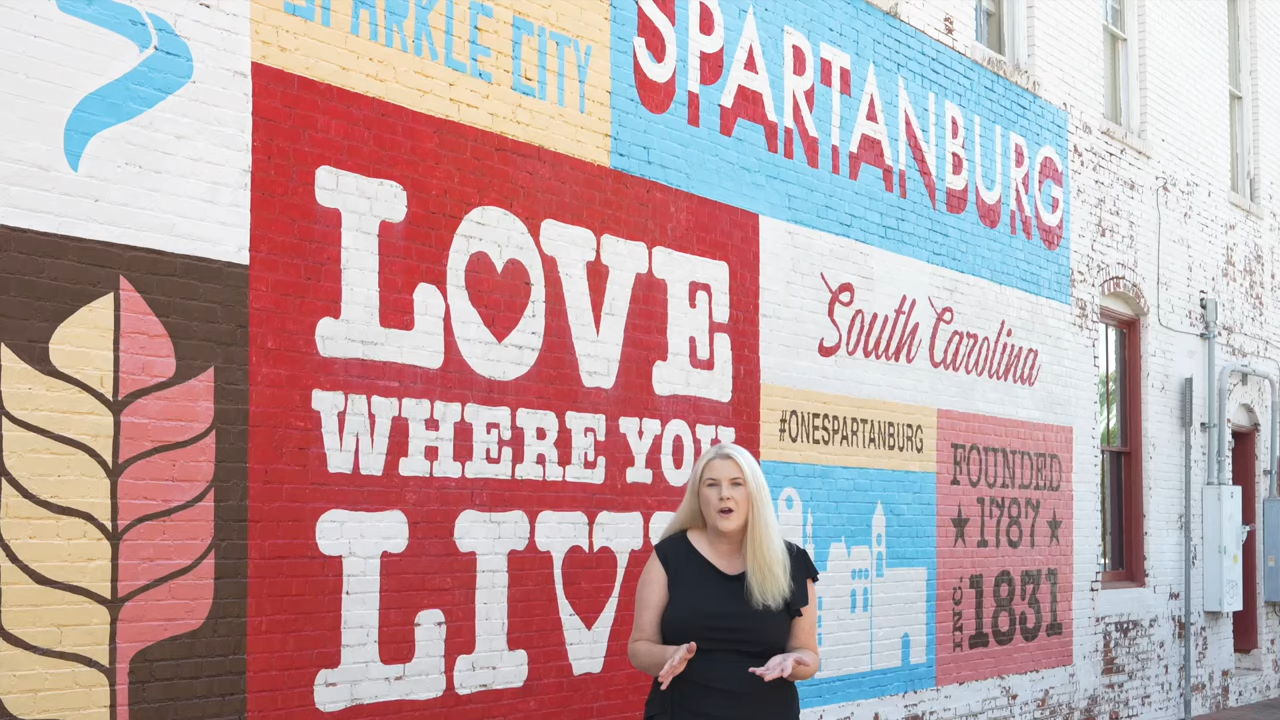 SPARKLE CITY
SPARTANBURG
LOVE
WHERE YOU
LIV
South Carolina
#ONESPARTANBURG
FOUNDED
1787
INC. 1831